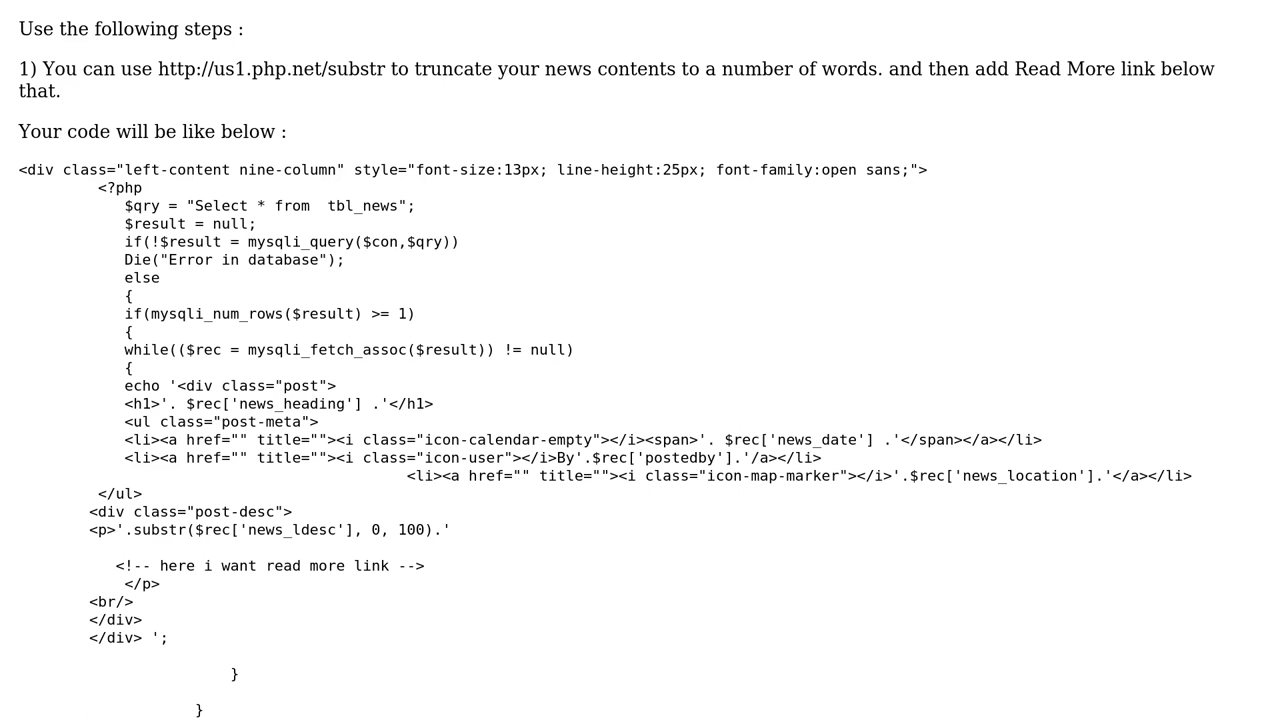 Use the following steps :
1) You can use http://us1.php.net/substr to truncate your news contents to a number of words. and then add Read More link below
that.
Your code will be like below :
<div class="left-content nine-column" style="font-size:13px; line-height:25px; font-family:open sans;">
<?php
$qry = "Select * from  tbl_news";
$result = null;
if(!$result = mysqli_query($con,$qry))
Die("Error in database");
else
{
if(mysqli_num_rows($result) >= 1)
{
while(($rec = mysqli_fetch_assoc($result)) != null)
{
echo '<div class="post">
<h1>'. $rec['news_heading'] .'</h1>
<ul class="post-meta">
<li><a href="" title=""><i class="icon-calendar-empty"></i><span>'. $rec['news_date'] .'</span></a></li>
<li><a href="" title=""><i class="icon-user"></i>By'.$rec['postedby'].'/a></li>
<li><a href="" title=""><i class="icon-map-marker"></i>'.$rec['news_location'].'</a></li>
</ul>
<div class="post-desc">
<p>'.substr($rec['news_ldesc'], 0, 100).'
<!-- here i want read more link -->
</p>
<br/>
</div>
</div> ';
}
}